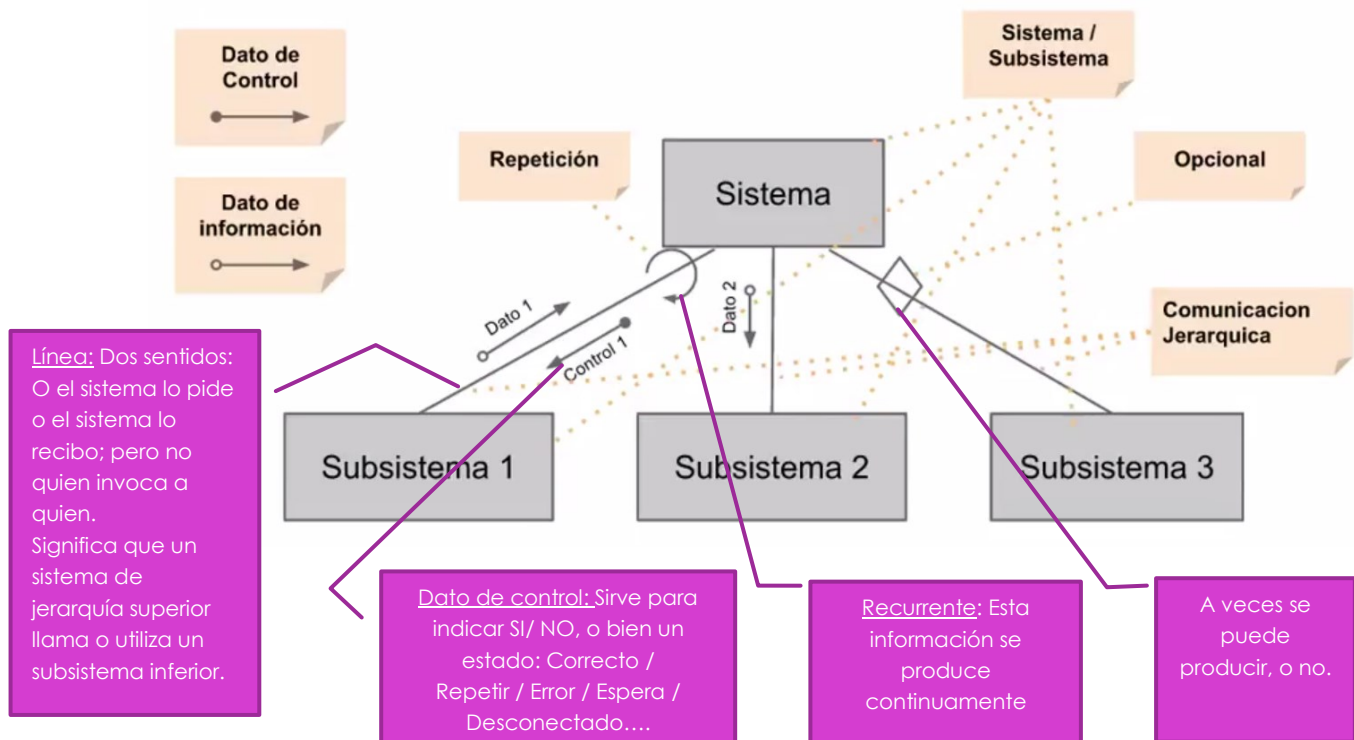 Dato de
Control
Dato de
información
Repetición
Sistema /
Subsistema
Opcional
Comunicacion
Jerarquica
Sistema
Dato 1
Control 1
Dato 2
Subsistema 1
Subsistema 2
Subsistema 3
Línea: Dos sentidos:
O el sistema lo pide
o el sistema lo
recibo; pero no
quien invoca a
quien.
Significa que un
sistema de
jerarquía superior
llama o utiliza un
subsistema inferior.
Dato de control: Sirve para
indicar SI/ NO, o bien un
estado: Correcto /
Repetir / Error / Espera /
Desconectado….
Recurrente: Esta
información se
produce
continuamente
A veces se
puede
producir, o no.